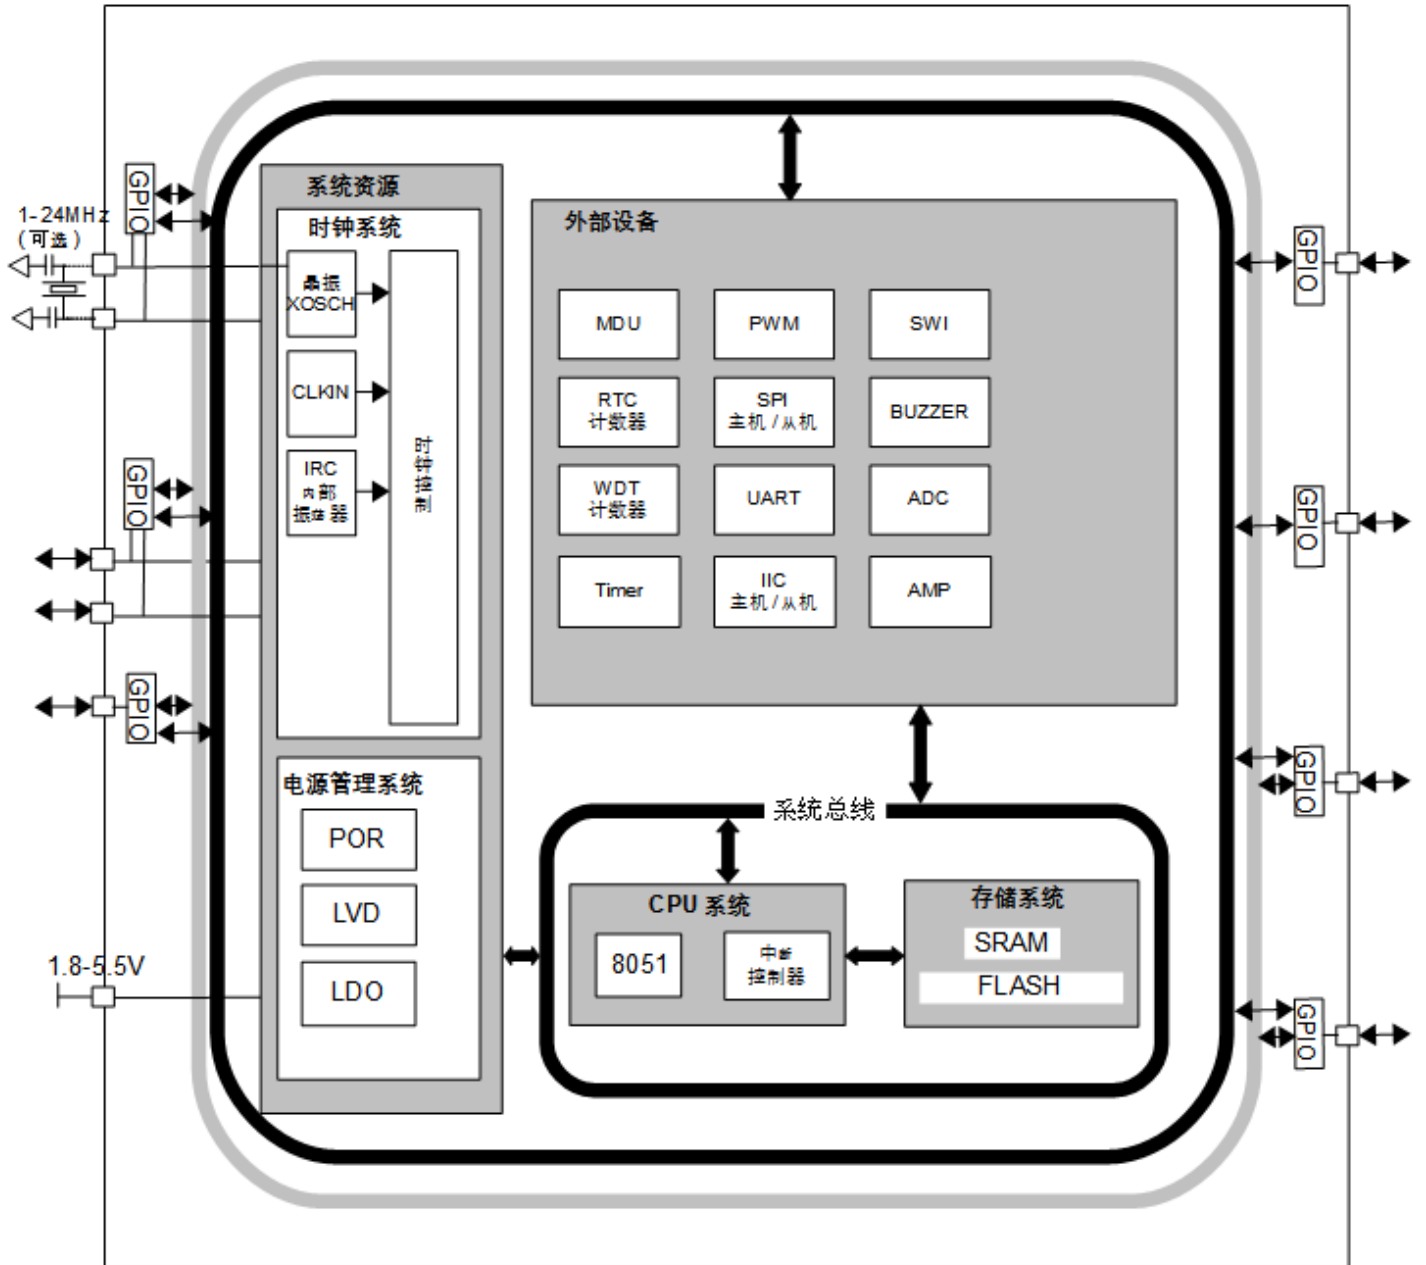 1-24MHz
(可选)
GPIO
GPIO
GPIO
1.8-5.5V
系统资源
时钟系统
晶振
XOSCH
CLKIN
IRC
内部
振荡器
时钟控制
电源管理系统
POR
LVD
LDO
外部设备
MDU
PWM
SWI
RTC
计数器
SPI
主机/从机
BUZZER
WDT
计数器
UART
ADC
Timer
IIC
主机/从机
AMP
系统总线
CPU 系统
8051
中断
控制器
存储系统
SRAM
FLASH
GPIO
GPIO
GPIO
GPIO